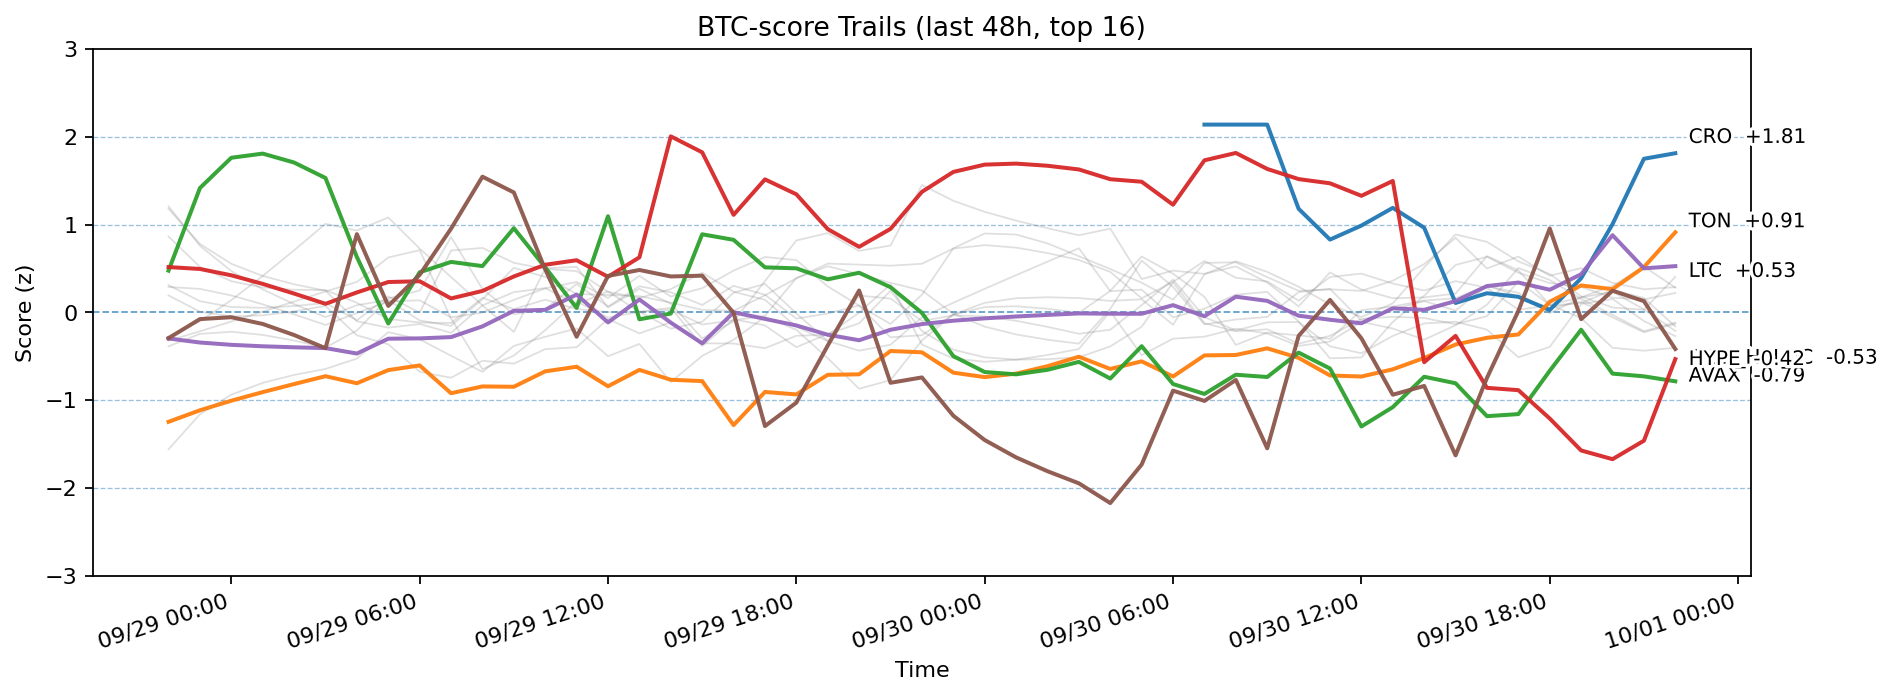 BTC-score Trails (last 48h, top 16)
Score (z)
3
2
1
0
−1
−2
−3
CRO +1.81
TON +0.91
LTC +0.53
HYPE -0.42
-0.53
AVAX -0.79
09/29 00:00
09/29 06:00
09/29 12:00
09/29 18:00
09/30 00:00
09/30 06:00
09/30 12:00
09/30 18:00
10/01 00:00
Time